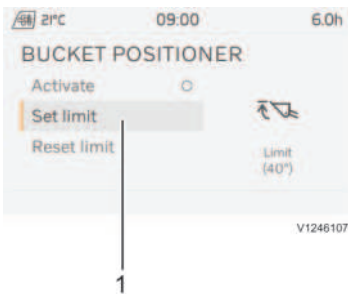 21°C 09:00 6.0h
BUCKET POSITIONER
Activate
Set limit
Reset limit
Limit
(40°)
V1246107
1